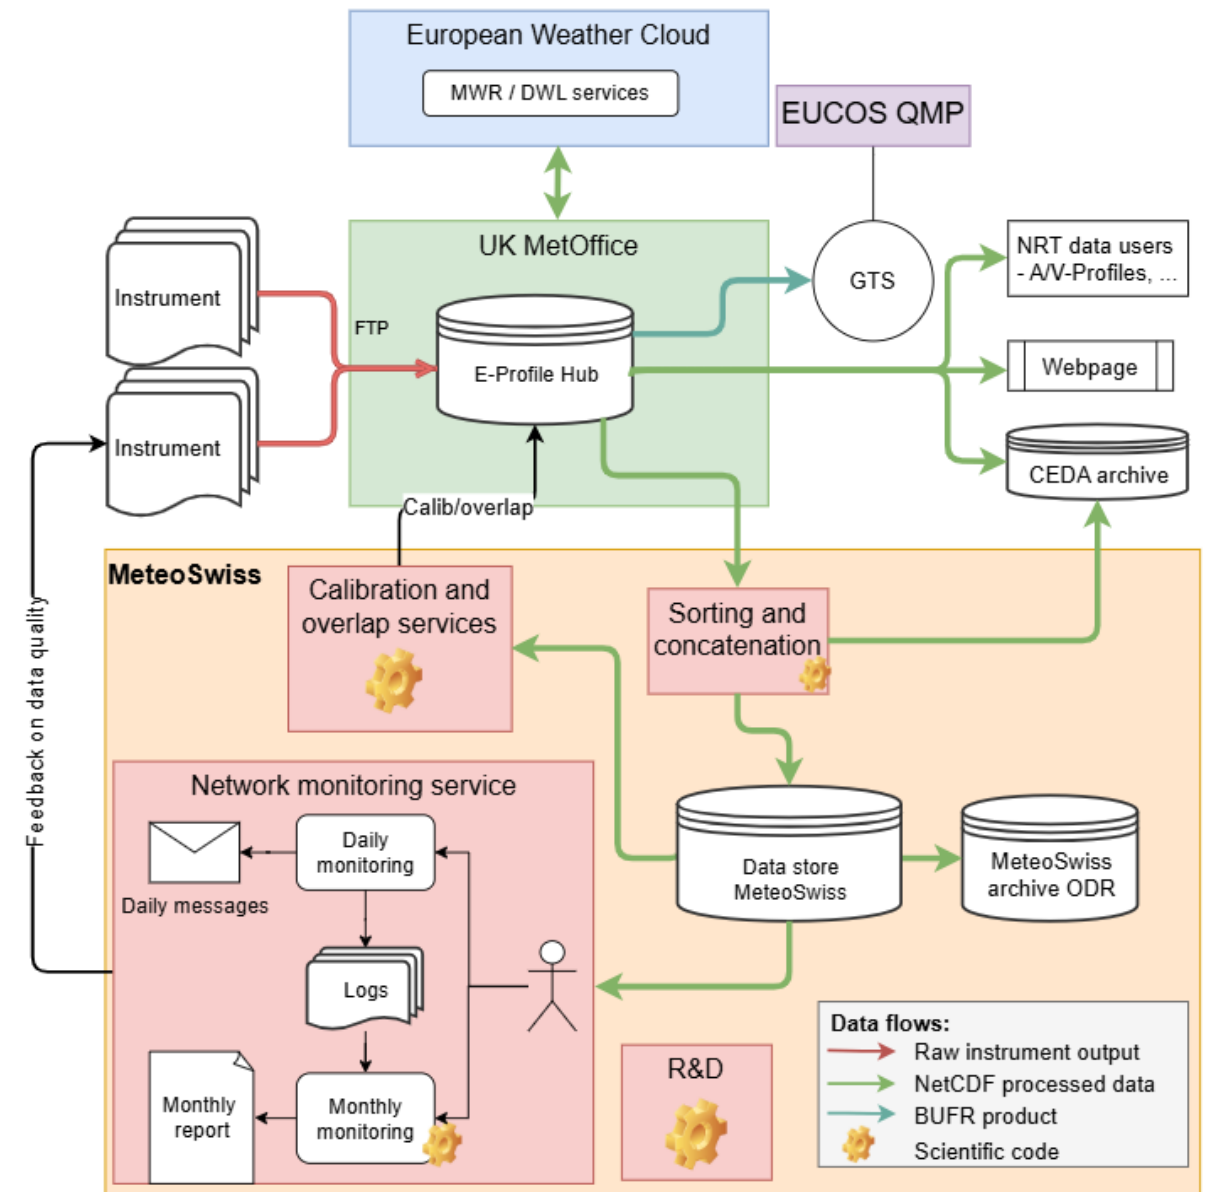 European Weather Cloud
MWR / DWL services
EUCOS QMP
UK MetOffice
Instrument
FTP
E-Profile Hub
GTS
NRT data users
- A/V-Profiles, ...
Webpage
Instrument
CEDA archive
Calib/overlap
MeteoSwiss
Calibration and
overlap services
Sorting and
concatenation
Feedback on data quality
Network monitoring service
Daily
monitoring
Daily messages
Logs
Monthly
monitoring
Monthly
report
Data store
MeteoSwiss
MeteoSwiss
archive ODR
R&D
Data flows:
Raw instrument output
NetCDF processed data
BUFR product
Scientific code